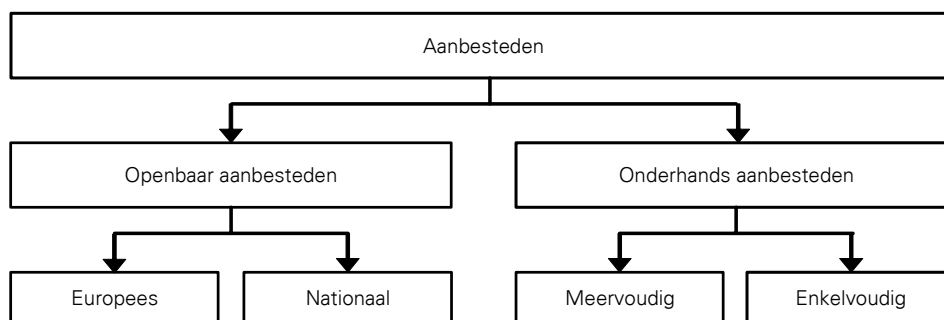 Aanbesteden
Openbaar aanbesteden
Onderhands aanbesteden
Europees
Nationaal
Meervoudig
Enkelvoudig